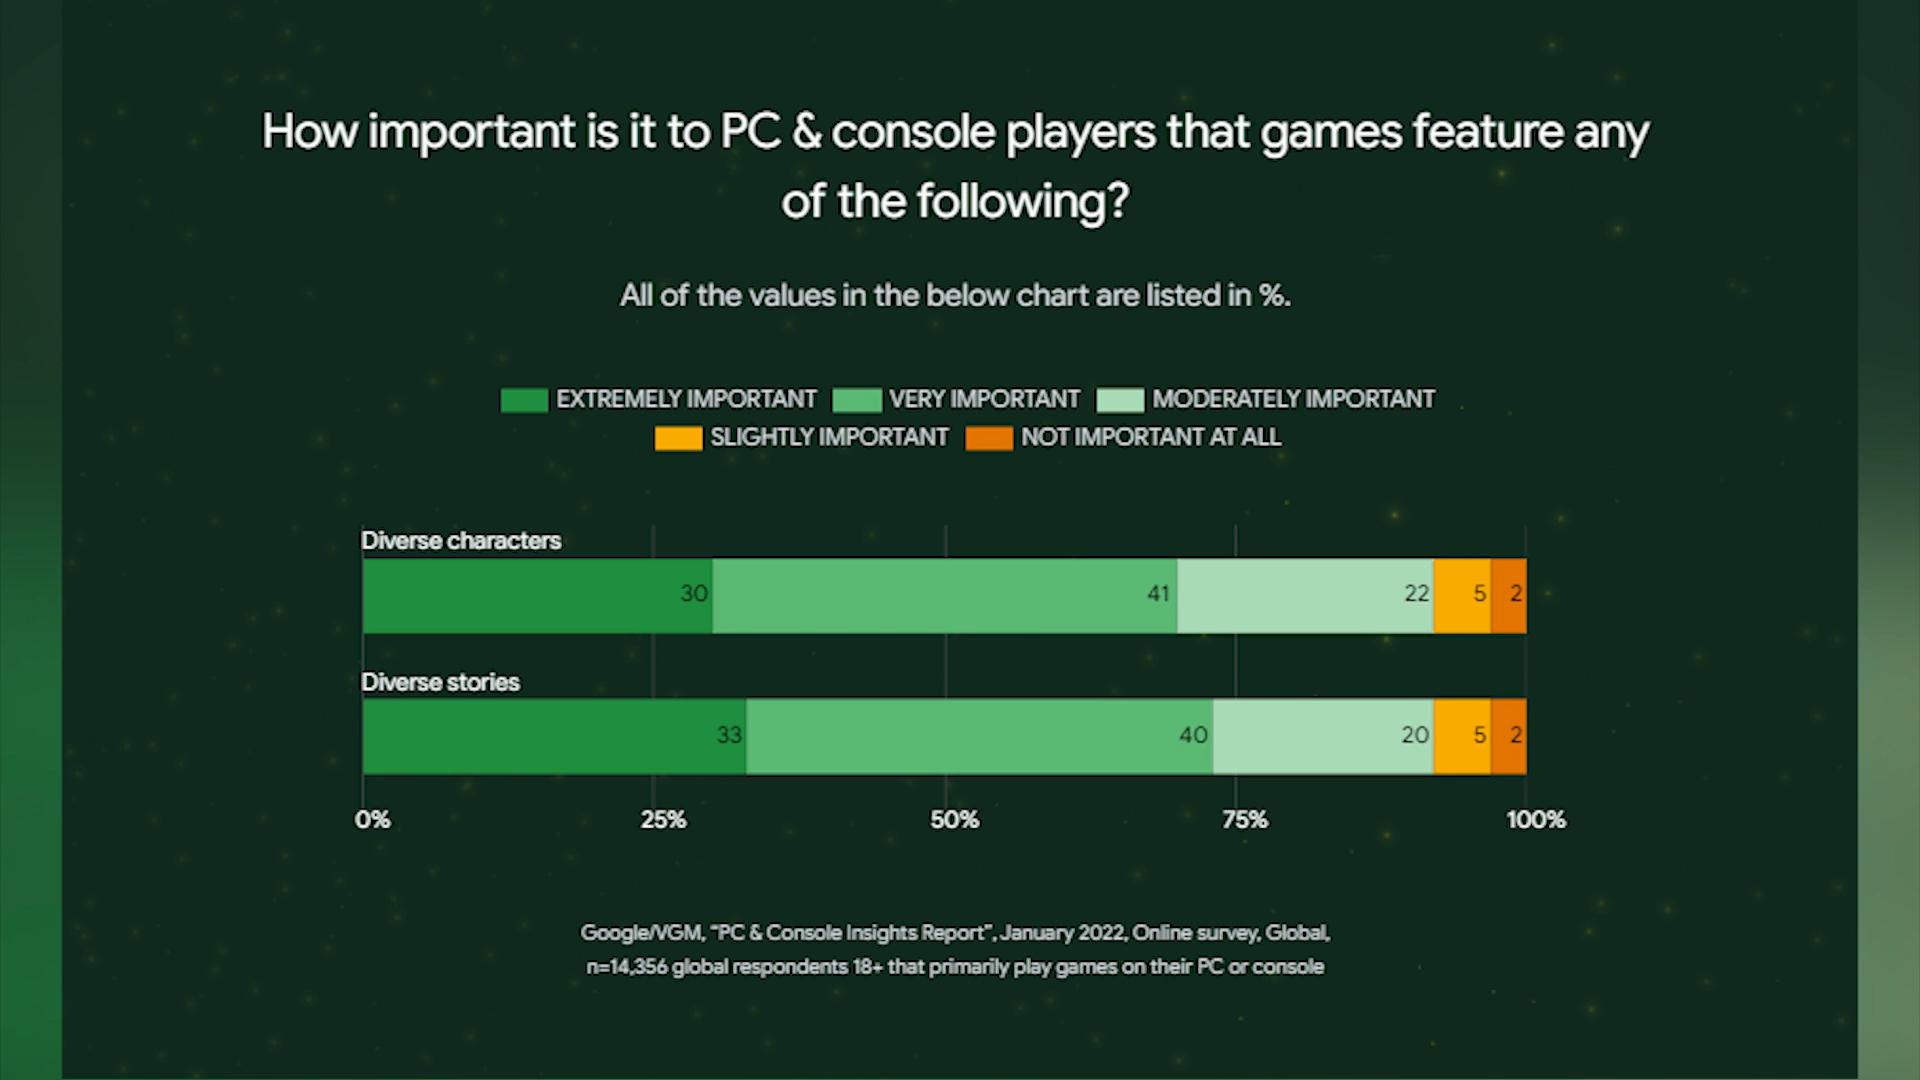 How important is it to PC & console players that games feature any
of the following?
All of the values in the below chart are listed in %.
EXTREMELY IMPORTANT VERY IMPORTANT MODERATELY IMPORTANT
SLIGHTLY IMPORTANT NOT IMPORTANT AT ALL
Diverse characters
30 41 22 5 2
Diverse stories
33 40 20 5 2
0% 25% 50% 75% 100%
Google/VGM, “PC & Console Insights Report”, January 2022, Online survey, Global,
n=14,356 global respondents 18+ that primarily play games on their PC or console